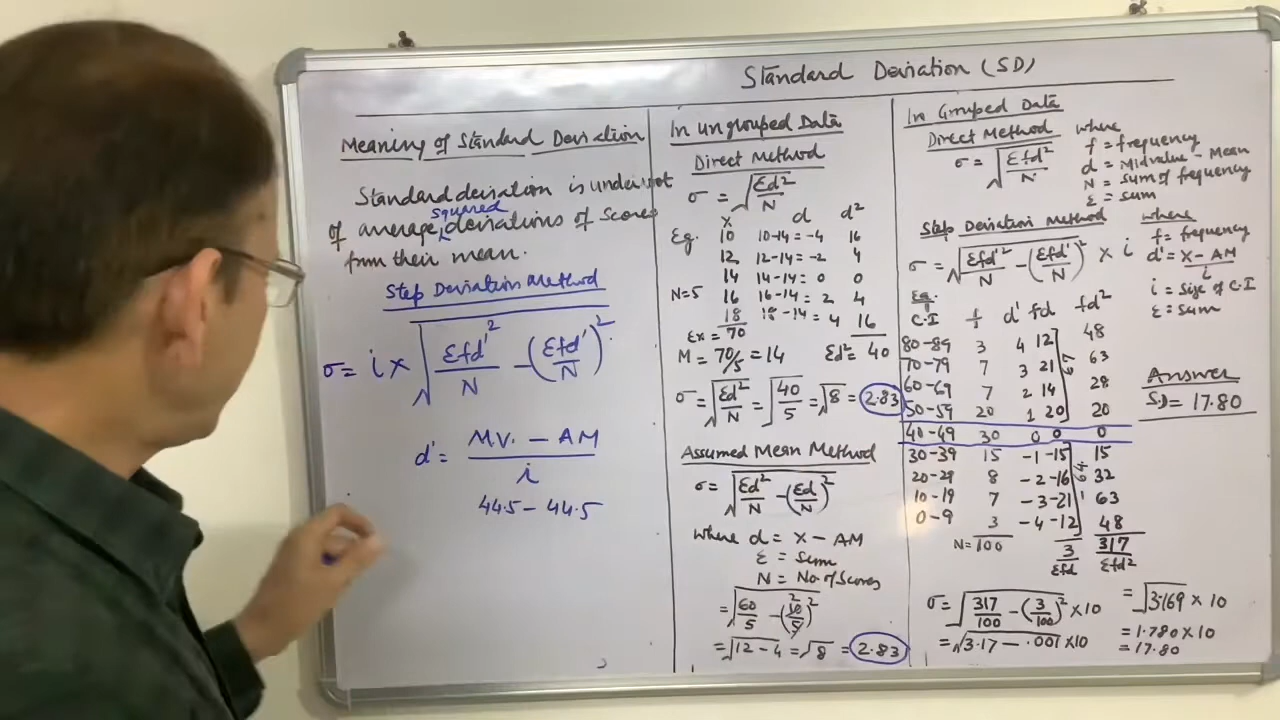 Standard Deviation (SD)
Meaning of Standard Deviation
Standard deviation is under root
of average squared deviations of scores
from their mean.
Step Deviation Method
σ = i × √Σfd'²/N − (Σfd'/N)²
d' = M.V. − AM / i
44.5 − 44.5
In ungrouped Data
Direct Method
σ = √Σd²/N
x d d²
Eg. 10 10-14 = -4 16
12 12-14 = -2 4
14 14-14 = 0 0
N=5 16 16-14 = 2 4
18 18-14 = 4 16
Σx = 70
M = 70/5 = 14 Σd² = 40
σ = √Σd²/N = √40/5 = √8 = 2.83
Assumed Mean Method
σ = √Σd²/N − (Σd/N)²
where d = X − AM
Σ = Sum
N = No. of Scores
= √60/5 − (10/5)²
= √12 − 4 = √8 = 2.83
In Grouped Data
Direct Method
σ = √Σfd²/N
where
f = frequency
d = Midvalue − Mean
N = Sum of frequency
Σ = sum
Step Deviation Method
σ = √Σfd'²/N − (Σfd'/N)² × i
where
f = frequency
d' = X − AM / i
i = Size of C.I
Σ = Sum
Eg.
C.I f d' fd fd²
80-89 3 4 12 48
70-79 7 3 21 63
60-69 7 2 14 28
50-59 20 1 20 20
40-49 30 0 0 0
30-39 15 -1 -15 15
20-29 8 -2 -16 32
10-19 7 -3 -21 63
0-9 3 -4 -12 48
N = 100 3 317
Σfd Σfd²
Answer
S.D = 17.80
σ = √317/100 − (3/100)² × 10
= √3.17 − .001 × 10
= √3.169 × 10
= 1.780 × 10
= 17.80